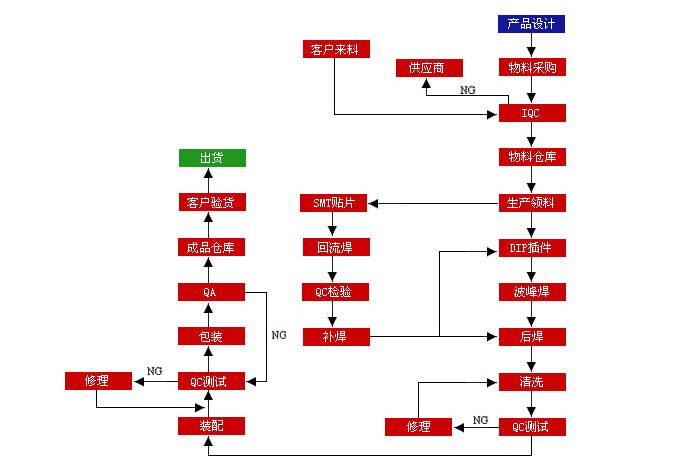 产品设计
客户来料
供应商
物料采购
NG
IQC
物料仓库
出货
客户验货
SMT贴片
生产领料
成品仓库
回流焊
DIP插件
QA
QC检验
波峰焊
包装
NG
补焊
后焊
修理
NG
QC测试
清洗
装配
修理
NG
QC测试